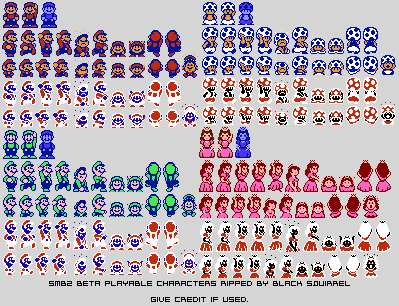 SMB2 BETA PLAYABLE CHARACTERS RIPPED BY BLACK SQUIRREL
GIVE CREDIT IF USED.